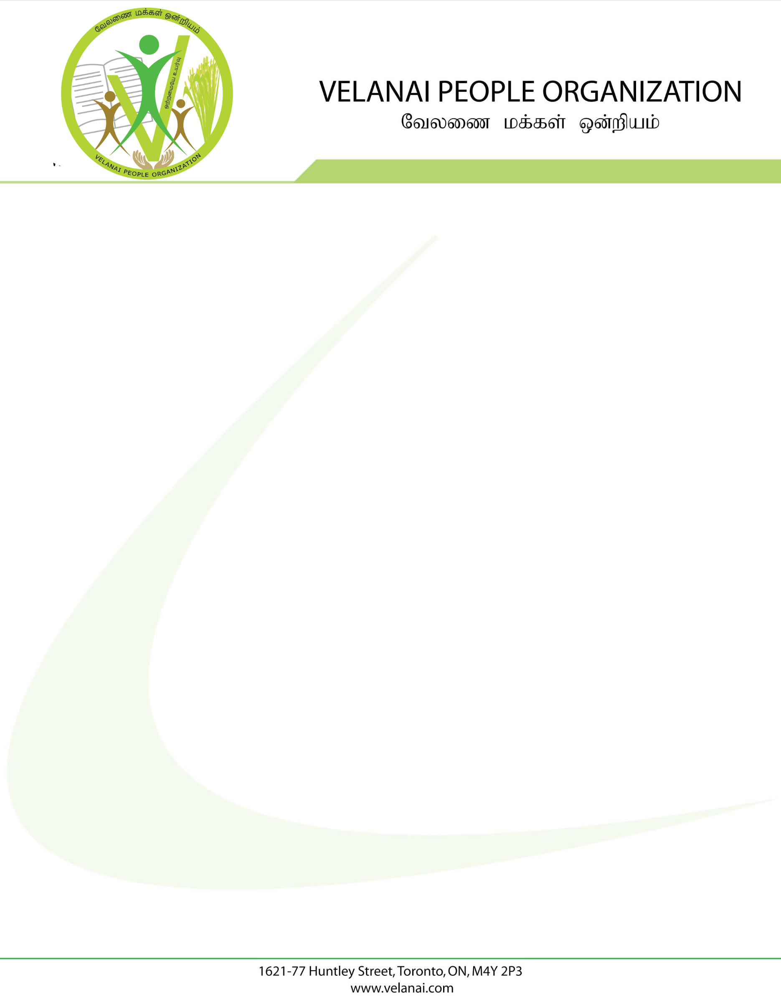 வேலணை மக்கள் ஒன்றியம்
ஒற்றுமையே உயர்வு
VELANAI PEOPLE ORGANIZATION
VELANAI PEOPLE ORGANIZATION
வேலணை மக்கள் ஒன்றியம்
1621-77 Huntley Street, Toronto, ON, M4Y 2P3
www.velanai.com